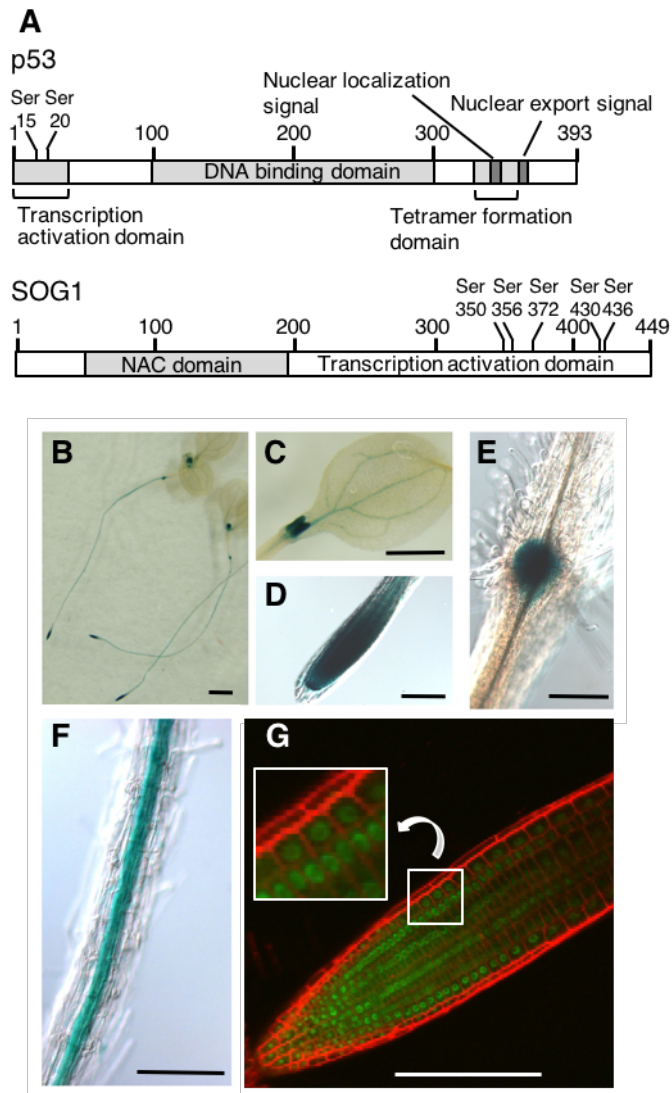 A
p53
Nuclear localization
signal
Nuclear export signal
Ser Ser
15 20
1 100 200 300 393
DNA binding domain
Transcription
activation domain
Tetramer formation
domain
SOG1
Ser Ser Ser Ser Ser
350 356 372 430 436
1 100 200 300 400 449
NAC domain Transcription activation domain
B C E
D
F G